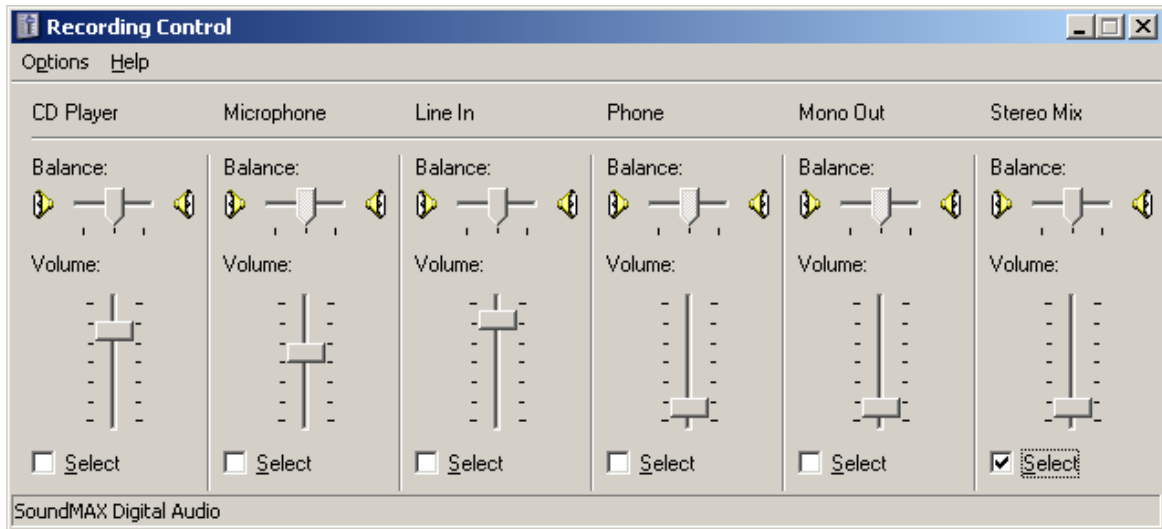 Recording Control
Options Help
CD Player Microphone Line In Phone Mono Out Stereo Mix
Balance: Balance: Balance: Balance: Balance: Balance:
Volume: Volume: Volume: Volume: Volume: Volume:
Select Select Select Select Select Select
SoundMAX Digital Audio